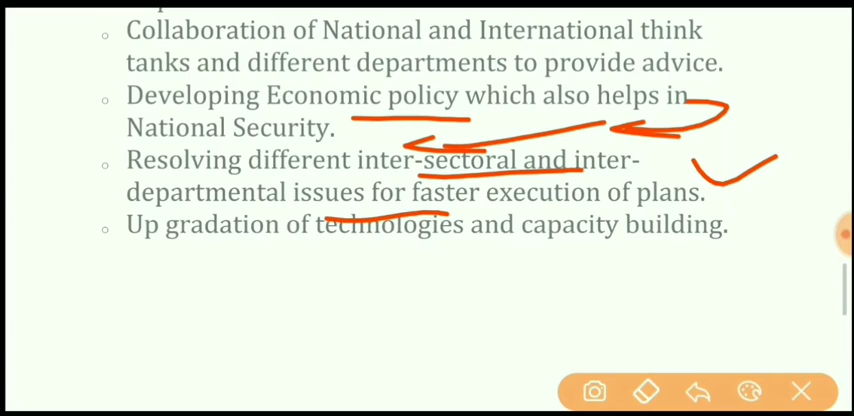 Collaboration of National and International think
tanks and different departments to provide advice.
Developing Economic policy which also helps in
National Security.
Resolving different inter-sectoral and inter-
departmental issues for faster execution of plans.
Up gradation of technologies and capacity building.